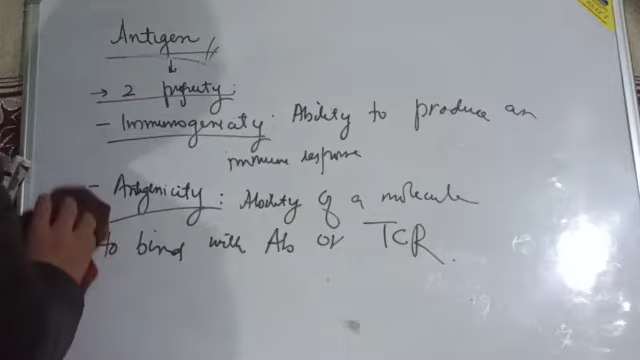 Antigen
→ 2 property:
- Immunogenicity: Ability to produce an
immune response
- Antigenicity: Ability of a molecule
to bind with Ab or TCR.